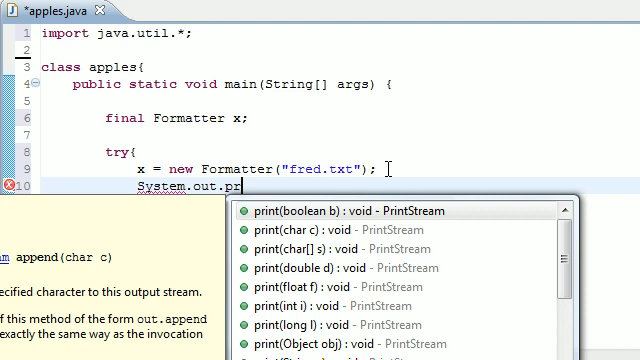 *apples.java
1 import java.util.*;
2
3 class apples{
4 public static void main(String[] args) {
5
6 final Formatter x;
7
8 try{
9 x = new Formatter("fred.txt");
10 System.out.pr
print(boolean b) : void - PrintStream
print(char c) : void - PrintStream
print(char[] s) : void - PrintStream
print(double d) : void - PrintStream
print(float f) : void - PrintStream
print(int i) : void - PrintStream
print(long l) : void - PrintStream
print(Object obj) : void - PrintStream
am append(char c)
ecified character to this output stream.
f this method of the form out.append
exactly the same way as the invocation